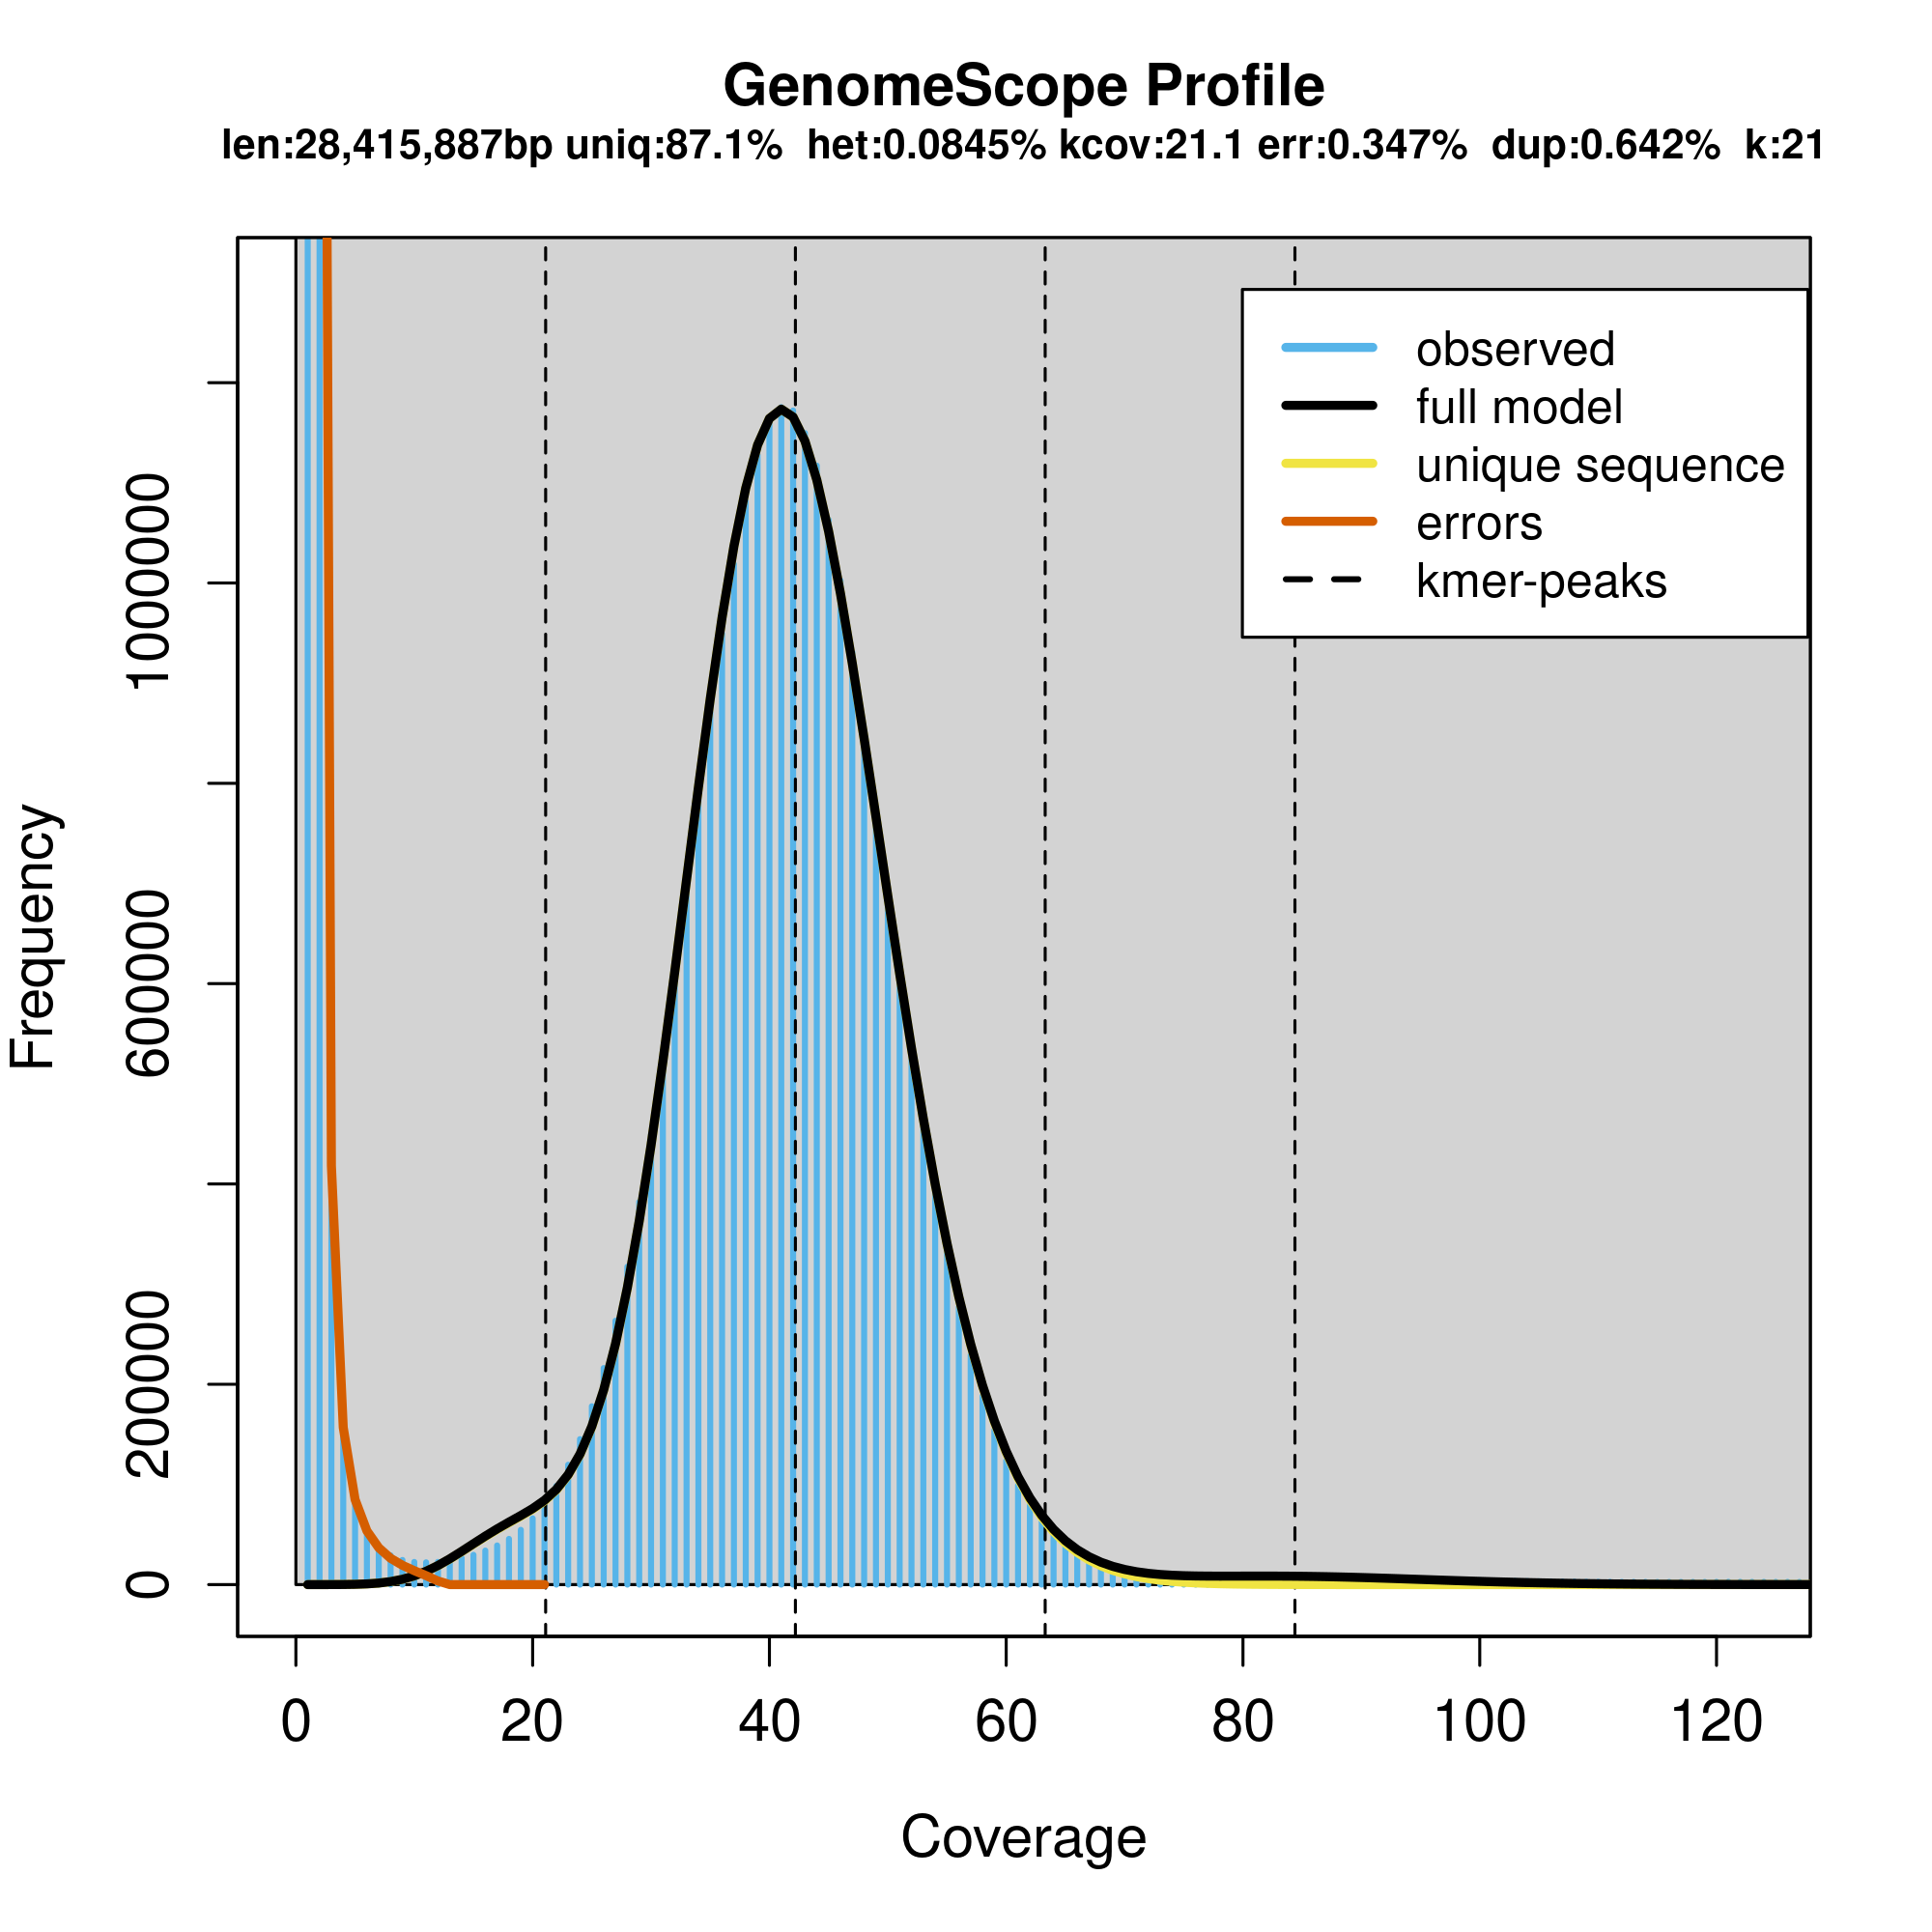 GenomeScope Profile
len:28,415,887bp uniq:87.1% het:0.0845% kcov:21.1 err:0.347% dup:0.642% k:21
observed
full model
unique sequence
errors
kmer-peaks
Frequency
1000000
600000
200000
0
0 20 40 60 80 100 120
Coverage